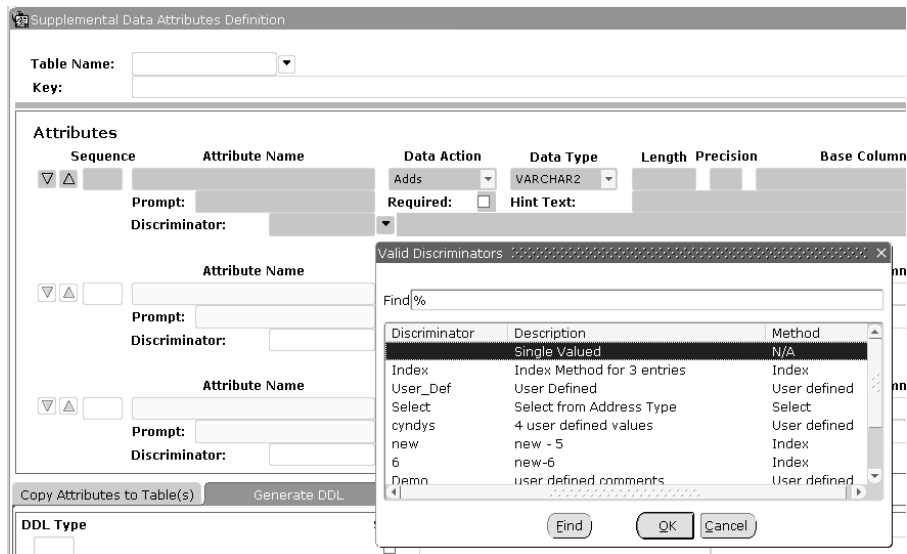 Supplemental Data Attributes Definition
Table Name:
Key:
Attributes
Sequence Attribute Name Data Action Data Type Length Precision Base Column
Adds VARCHAR2
Prompt: Required: Hint Text:
Discriminator:
Valid Discriminators
Attribute Name
Find %
Prompt:
Discriminator:
Discriminator Description Method
Single Valued N/A
Index Index Method for 3 entries Index
User_Def User Defined User defined
Attribute Name
Select Select from Address Type Select
cyndys 4 user defined values User defined
Prompt:
new new - 5 Index
Discriminator:
6 new-6 Index
Demo user defined comments User defined
Copy Attributes to Table(s) Generate DDL
DDL Type
Find OK Cancel